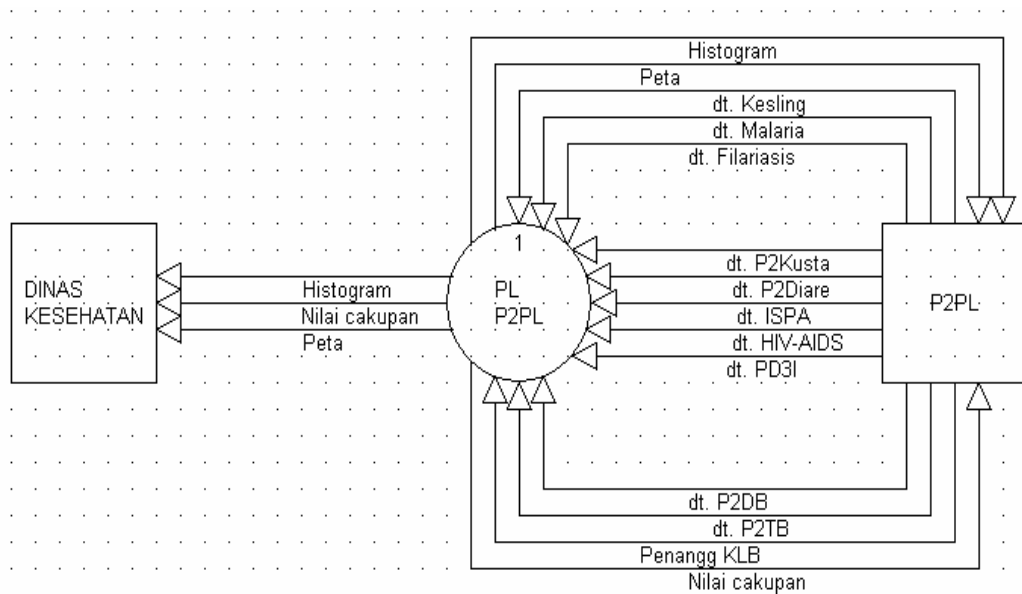 Histogram
Peta
dt. Kesling
dt. Malaria
dt. Filariasis
1
PL
P2PL
DINAS
KESEHATAN
Histogram
Nilai cakupan
Peta
dt. P2Kusta
dt. P2Diare
dt. ISPA
dt. HIV-AIDS
dt. PD3I
P2PL
dt. P2DB
dt. P2TB
Penangg KLB
Nilai cakupan